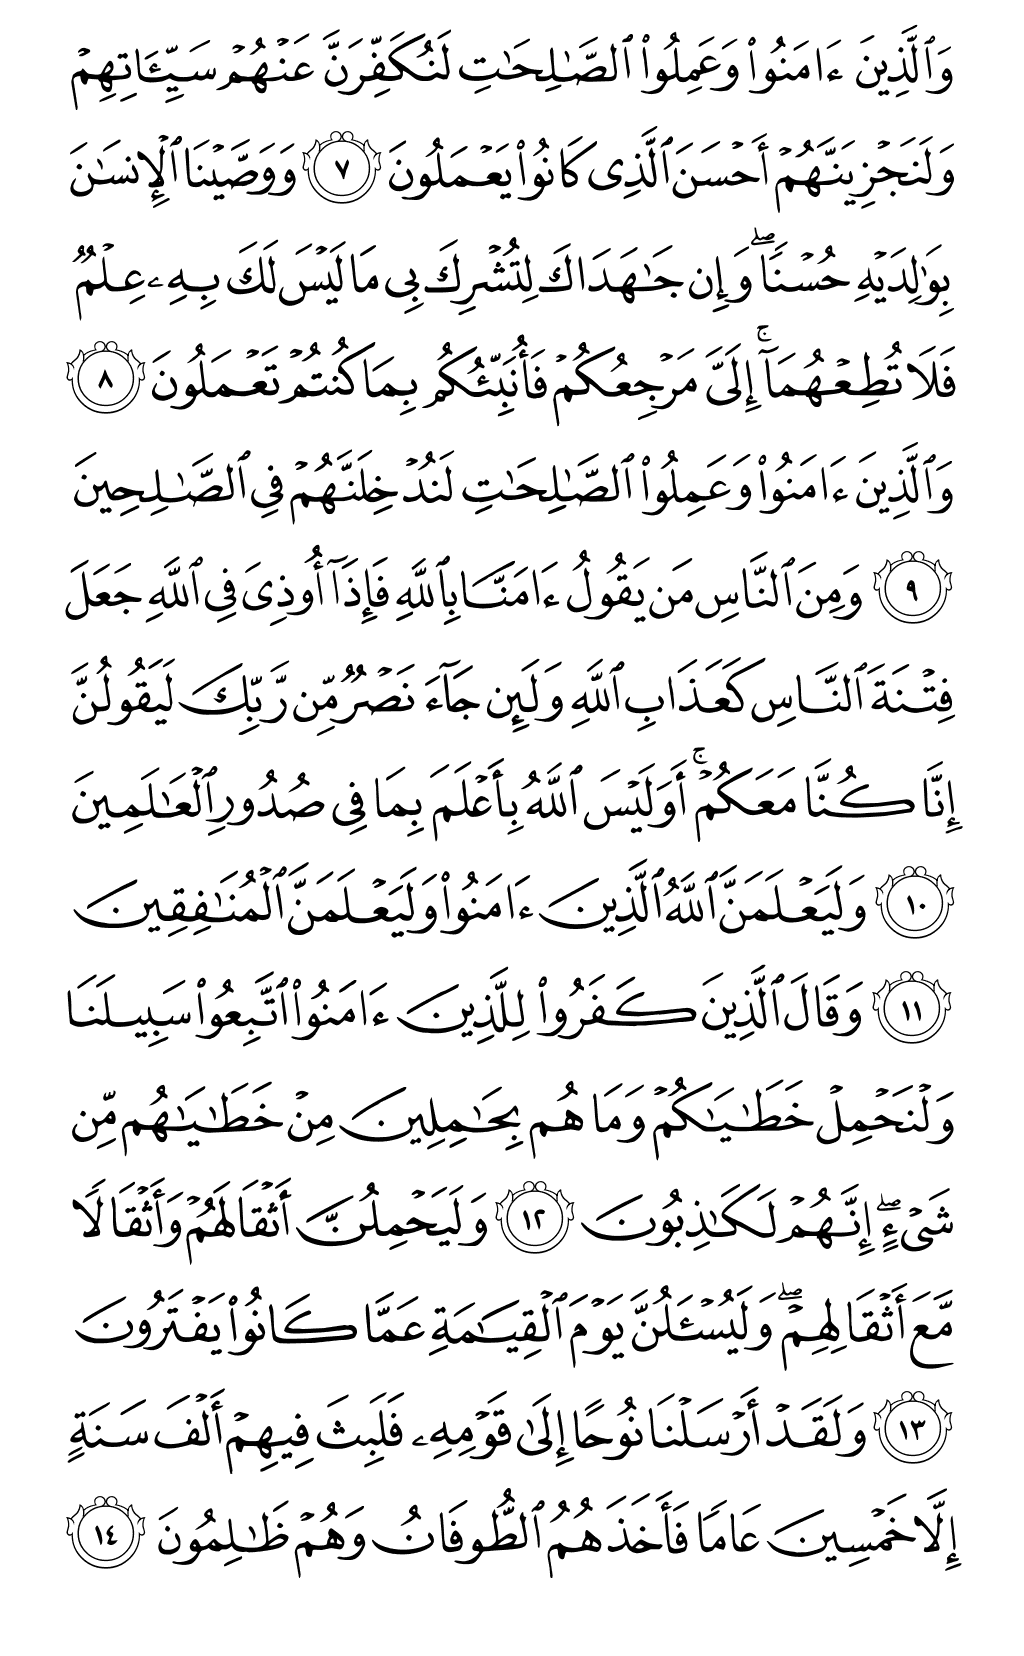 وَٱلَّذِينَ ءَامَنُوا۟ وَعَمِلُوا۟ ٱلصَّـٰلِحَـٰتِ لَنُكَفِّرَنَّ عَنْهُمْ سَيِّـَٔاتِهِمْ
وَلَنَجْزِيَنَّهُمْ أَحْسَنَ ٱلَّذِى كَانُوا۟ يَعْمَلُونَ ٧ وَوَصَّيْنَا ٱلْإِنسَـٰنَ
بِوَٰلِدَيْهِ حُسْنًا ۖ وَإِن جَـٰهَدَاكَ لِتُشْرِكَ بِى مَا لَيْسَ لَكَ بِهِۦ عِلْمٌ
فَلَا تُطِعْهُمَآ ۚ إِلَىَّ مَرْجِعُكُمْ فَأُنَبِّئُكُم بِمَا كُنتُمْ تَعْمَلُونَ ٨
وَٱلَّذِينَ ءَامَنُوا۟ وَعَمِلُوا۟ ٱلصَّـٰلِحَـٰتِ لَنُدْخِلَنَّهُمْ فِى ٱلصَّـٰلِحِينَ
٩ وَمِنَ ٱلنَّاسِ مَن يَقُولُ ءَامَنَّا بِٱللَّهِ فَإِذَآ أُوذِىَ فِى ٱللَّهِ جَعَلَ
فِتْنَةَ ٱلنَّاسِ كَعَذَابِ ٱللَّهِ وَلَئِن جَآءَ نَصْرٌ مِّن رَّبِّكَ لَيَقُولُنَّ
إِنَّا كُنَّا مَعَكُمْ ۚ أَوَلَيْسَ ٱللَّهُ بِأَعْلَمَ بِمَا فِى صُدُورِ ٱلْعَـٰلَمِينَ
١٠ وَلَيَعْلَمَنَّ ٱللَّهُ ٱلَّذِينَ ءَامَنُوا۟ وَلَيَعْلَمَنَّ ٱلْمُنَـٰفِقِينَ
١١ وَقَالَ ٱلَّذِينَ كَفَرُوا۟ لِلَّذِينَ ءَامَنُوا۟ ٱتَّبِعُوا۟ سَبِيلَنَا
وَلْنَحْمِلْ خَطَـٰيَـٰكُمْ وَمَا هُم بِحَـٰمِلِينَ مِنْ خَطَـٰيَـٰهُم مِّن
شَىْءٍ ۖ إِنَّهُمْ لَكَـٰذِبُونَ ١٢ وَلَيَحْمِلُنَّ أَثْقَالَهُمْ وَأَثْقَالًا
مَّعَ أَثْقَالِهِمْ ۖ وَلَيُسْـَٔلُنَّ يَوْمَ ٱلْقِيَـٰمَةِ عَمَّا كَانُوا۟ يَفْتَرُونَ
١٣ وَلَقَدْ أَرْسَلْنَا نُوحًا إِلَىٰ قَوْمِهِۦ فَلَبِثَ فِيهِمْ أَلْفَ سَنَةٍ
إِلَّا خَمْسِينَ عَامًا فَأَخَذَهُمُ ٱلطُّوفَانُ وَهُمْ ظَـٰلِمُونَ ١٤